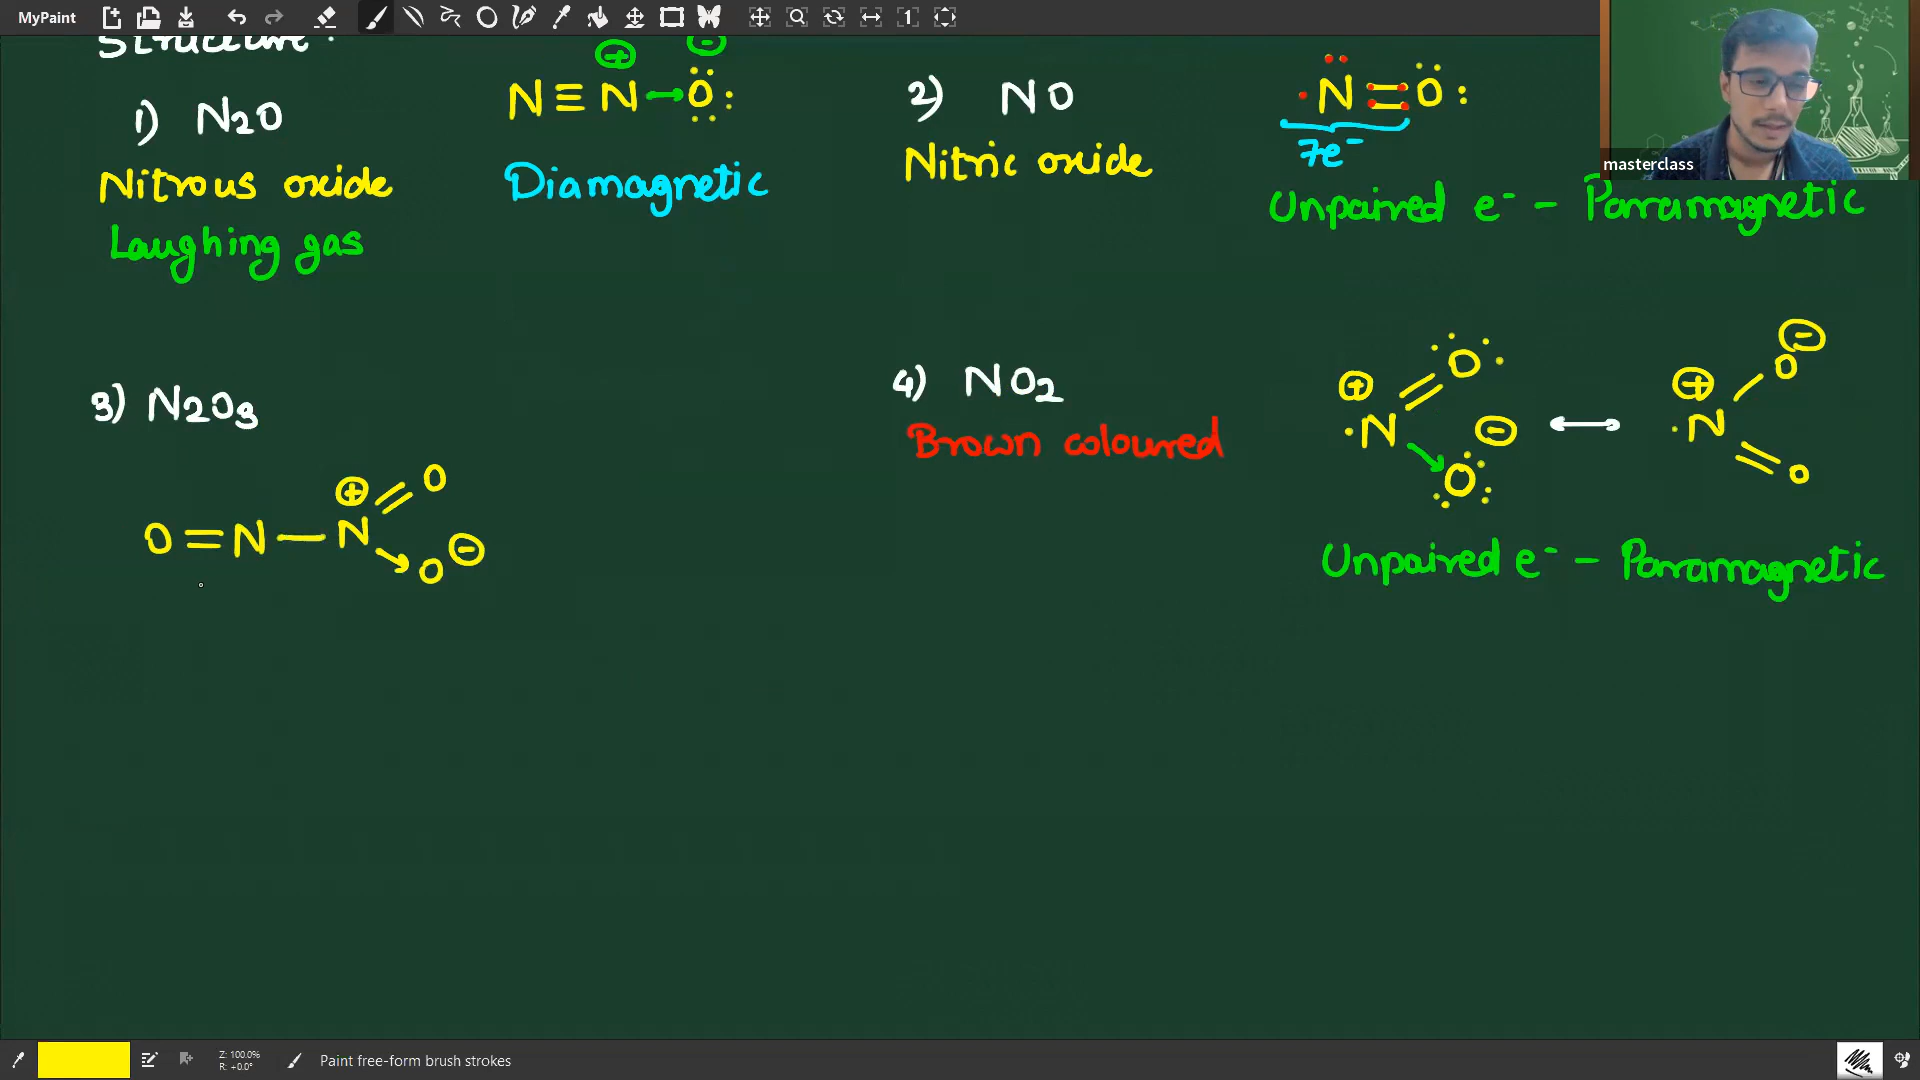 MyPaint
Structure :
1) N2O
N ≡ N → O
⊕ ⊖
Nitrous oxide
Laughing gas
Diamagnetic
2) NO
Nitric oxide
N = O
7e⁻
Unpaired e⁻ - Paramagnetic
masterclass
3) N2O3
O = N — N = O
⊕
→ O ⊖
4) NO2
Brown coloured
⊕ N = O
→ O ⊖
⟷
⊕ N — O ⊖
= O
Unpaired e⁻ - Paramagnetic
Z: 100.0%
R: +0.0°
Paint free-form brush strokes